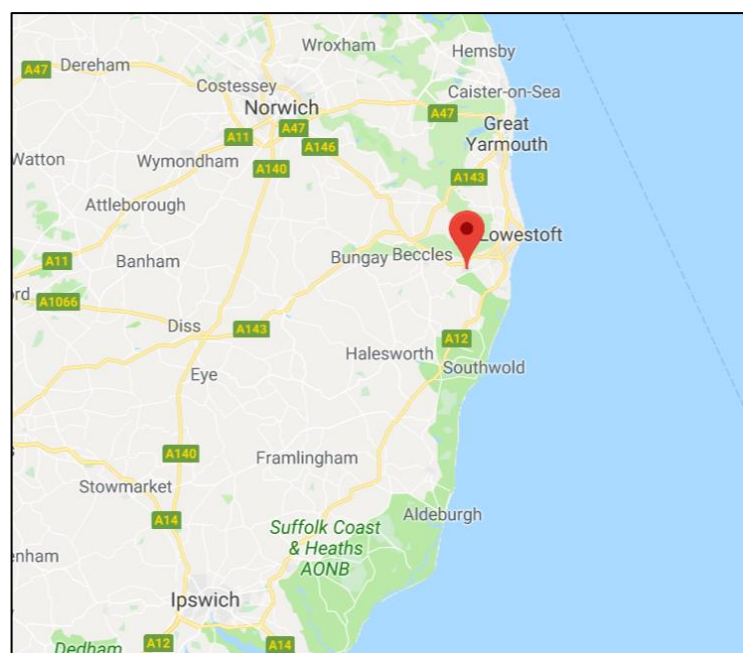 Wroxham
Hemsby
A47
Dereham
Costessey
Caister-on-Sea
Norwich
A47
A47
Great
Yarmouth
A11
A146
Watton
Wymondham
A140
A143
Attleborough
Lowestoft
A11
Banham
Bungay
Beccles
A1066
Diss
A143
A12
Halesworth
Southwold
Eye
A140
Framlingham
Stowmarket
A14
Aldeburgh
Suffolk Coast
& Heaths
AONB
enham
Ipswich
A12
A14
Dedham